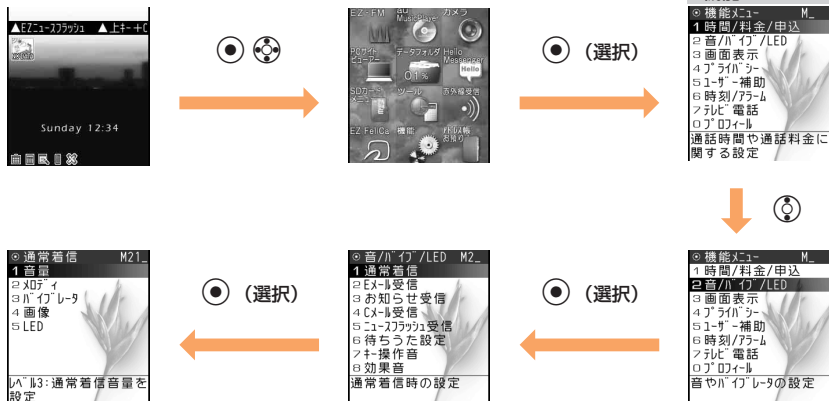 ▲EZニュースフラッシュ ▲上キー+C
Sunday 12:34
EZ・FM au Music Player カメラ
PCサイトビューアー データフォルダ Hello Messenger
01%
Hello
SDカードメニュー ツール 赤外線受信
EZ FeliCa 機能 アドレス帳お預り
(選択)
◉機能メニュー M_
1 時間/料金/申込
2 音/バイブ/LED
3 画面表示
4 プライバシー
5 ユーザー補助
6 時刻/アラーム
7 テレビ電話
0 プロフィール
通話時間や通話料金に
関する設定
◉機能メニュー M_
1 時間/料金/申込
2 音/バイブ/LED
3 画面表示
4 プライバシー
5 ユーザー補助
6 時刻/アラーム
7 テレビ電話
0 プロフィール
音やバイブレータの設定
(選択)
◉音/バイブ/LED M2_
1 通常着信
2 Eメール受信
3 お知らせ受信
4 Cメール受信
5 ニュースフラッシュ受信
6 待ちうた設定
7 キー操作音
8 効果音
通常着信時の設定
(選択)
◉通常着信 M21_
1 音量
2 メロディ
3 バイブレータ
4 画像
5 LED
レベル3:通常着信音量を
設定